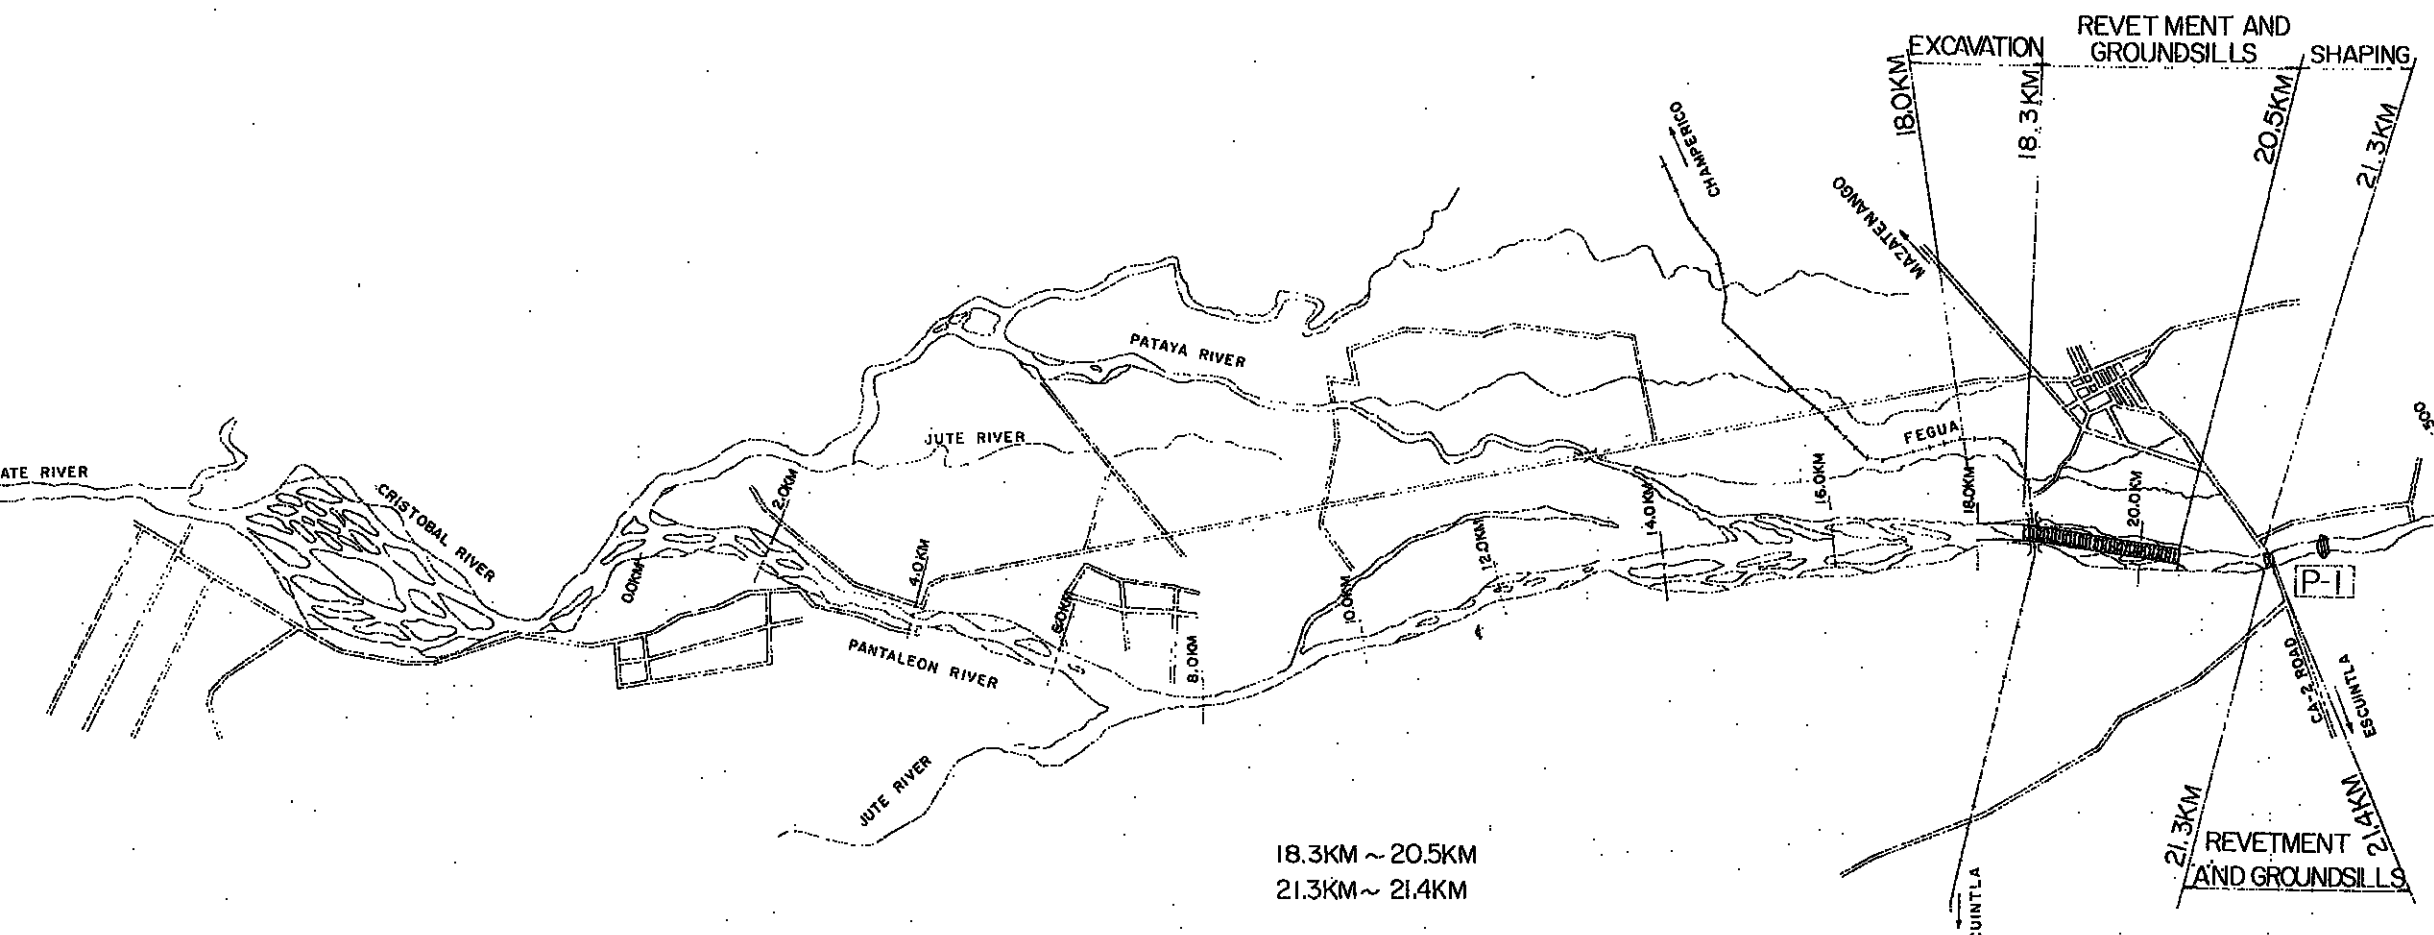 REVETMENT AND
GROUNDSILLS
EXCAVATION
SHAPING
18.0KM
18.3KM
20.5KM
21.3KM
CHAMPERICO
MAZATENANGO
PATAYA RIVER
JUTE RIVER
FEGUA
ATE RIVER
CRISTOBAL RIVER
0.0KM
2.0KM
4.0KM
6.0KM
8.0KM
10.0KM
12.0KM
14.0KM
16.0KM
18.0KM
20.0KM
P-1
PANTALEON RIVER
JUTE RIVER
CA-2 ROAD
ESCUINTLA
18.3KM ~ 20.5KM
21.3KM ~ 21.4KM
21.3KM
21.4KM
REVETMENT
AND GROUNDSILLS
UINTLA